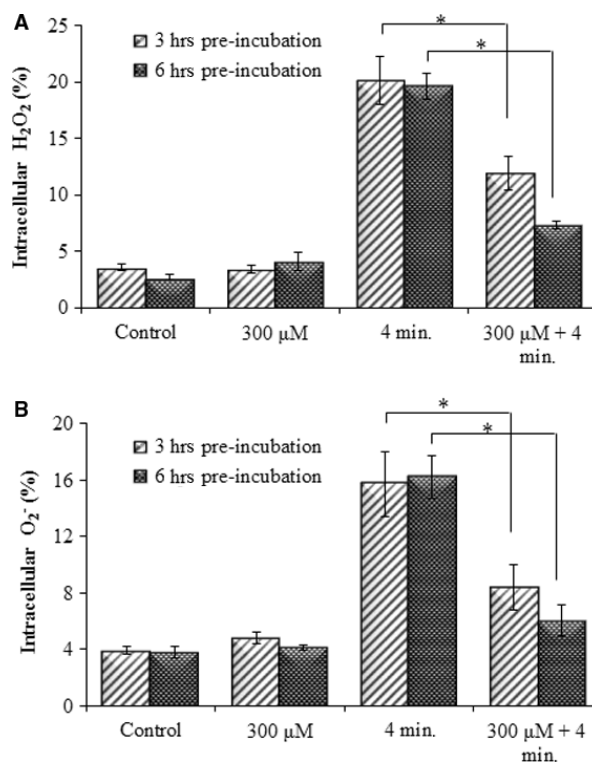 A
Intracellular H₂O₂ (%)
25
20
15
10
5
0
3 hrs pre-incubation
6 hrs pre-incubation
*
*
Control
300 µM
4 min.
300 µM + 4
min.
B
Intracellular O₂⁻ (%)
20
16
12
8
4
0
3 hrs pre-incubation
6 hrs pre-incubation
*
*
Control
300 µM
4 min.
300 µM + 4
min.